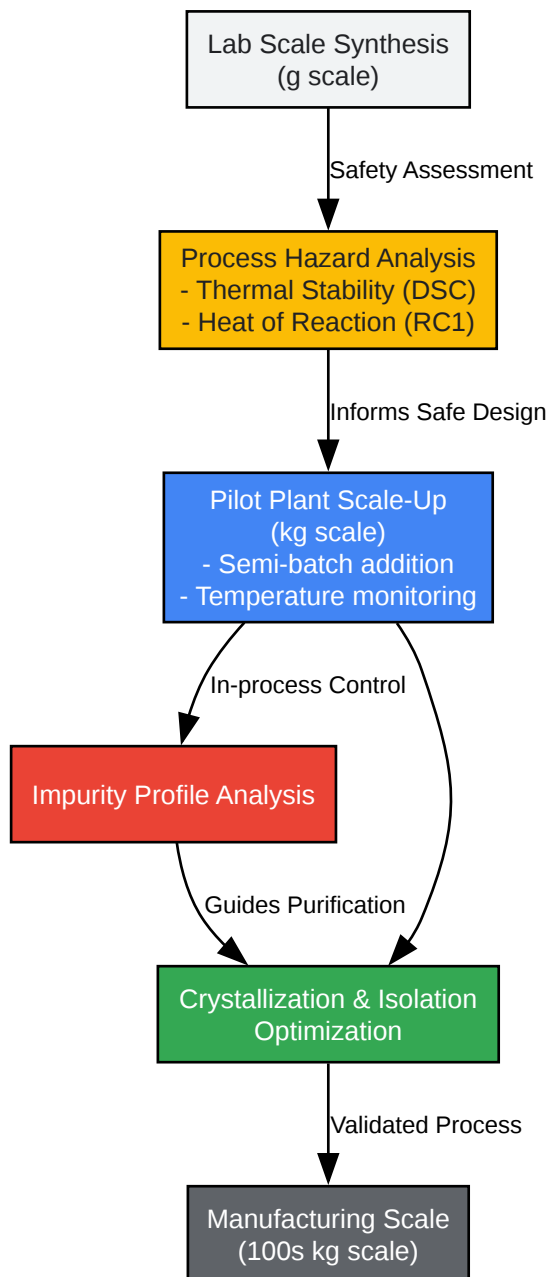 Lab Scale Synthesis
(g scale)
Safety Assessment
Process Hazard Analysis
- Thermal Stability (DSC)
- Heat of Reaction (RC1)
Informs Safe Design
Pilot Plant Scale-Up
(kg scale)
- Semi-batch addition
- Temperature monitoring
In-process Control
Impurity Profile Analysis
Guides Purification
Crystallization & Isolation
Optimization
Validated Process
Manufacturing Scale
(100s kg scale)